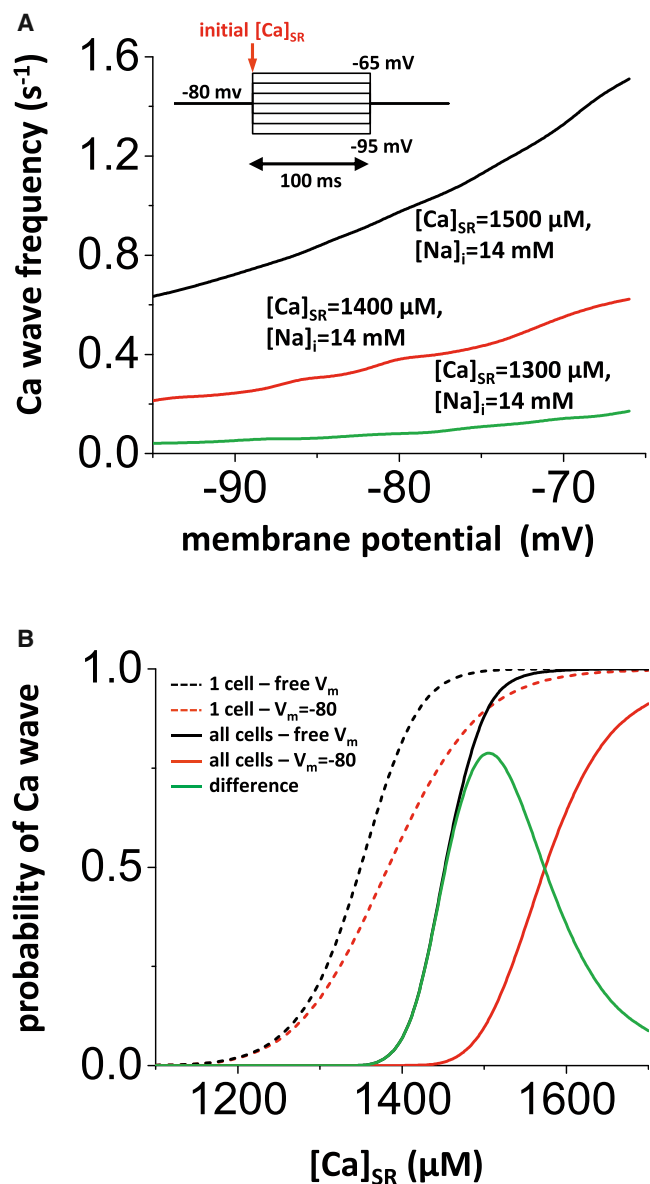 A
initial [Ca]SR
-65 mV
-80 mv
-95 mV
100 ms
Ca wave frequency (s-1)
1.6
1.2
0.8
0.4
0.0
[Ca]SR=1500 μM,
[Na]i=14 mM
[Ca]SR=1400 μM,
[Na]i=14 mM
[Ca]SR=1300 μM,
[Na]i=14 mM
-90
-80
-70
membrane potential (mV)
B
probability of Ca wave
1.0
0.5
0.0
1 cell – free Vm
1 cell – Vm=-80
all cells – free Vm
all cells – Vm=-80
difference
1200
1400
1600
[Ca]SR (μM)